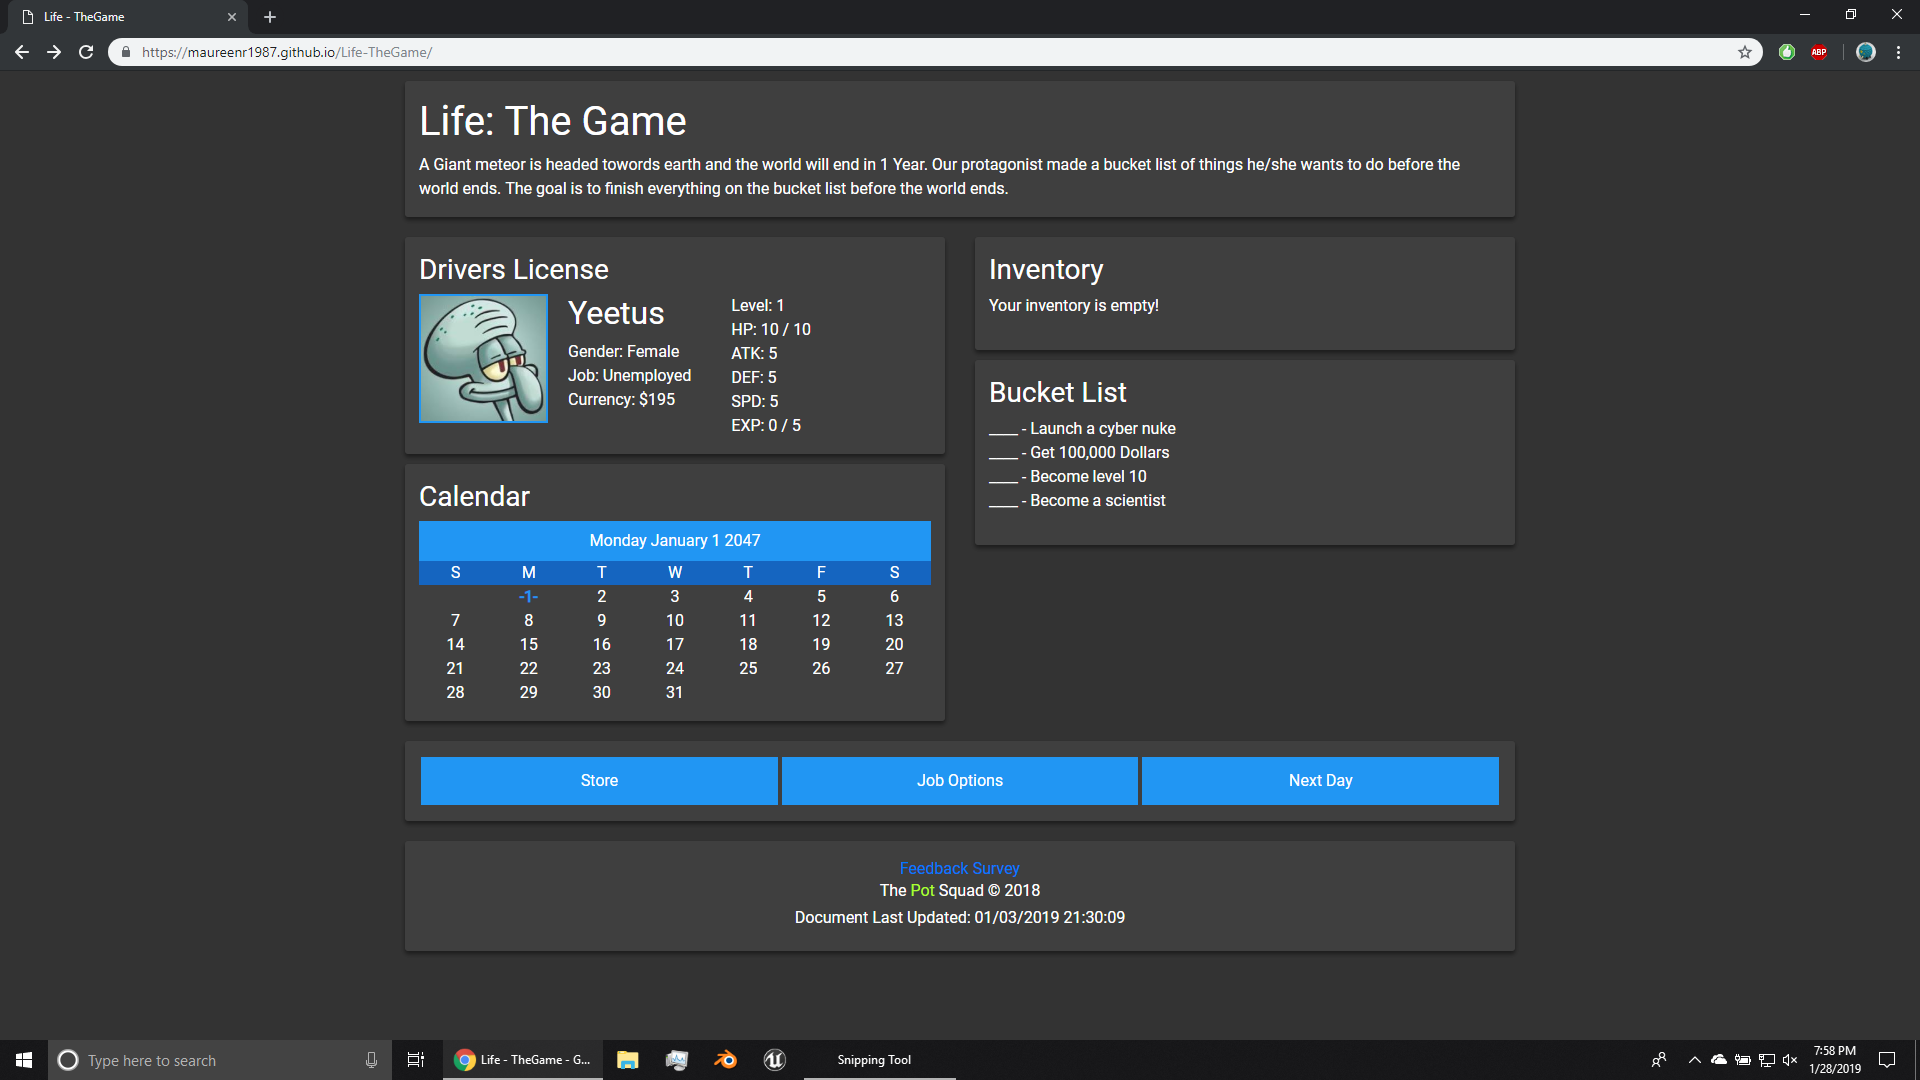 Life - TheGame
https://maureenr1987.github.io/Life-TheGame/
ABP
Life: The Game
A Giant meteor is headed towords earth and the world will end in 1 Year. Our protagonist made a bucket list of things he/she wants to do before the
world ends. The goal is to finish everything on the bucket list before the world ends.
Drivers License
Yeetus
Gender: Female
Job: Unemployed
Currency: $195
Level: 1
HP: 10 / 10
ATK: 5
DEF: 5
SPD: 5
EXP: 0 / 5
Inventory
Your inventory is empty!
Bucket List
____ - Launch a cyber nuke
____ - Get 100,000 Dollars
____ - Become level 10
____ - Become a scientist
Calendar
Monday January 1 2047
S M T W T F S
-1- 2 3 4 5 6
7 8 9 10 11 12 13
14 15 16 17 18 19 20
21 22 23 24 25 26 27
28 29 30 31
Store Job Options Next Day
Feedback Survey
The Pot Squad © 2018
Document Last Updated: 01/03/2019 21:30:09
Type here to search
Life - TheGame - G...
Snipping Tool
7:58 PM
1/28/2019